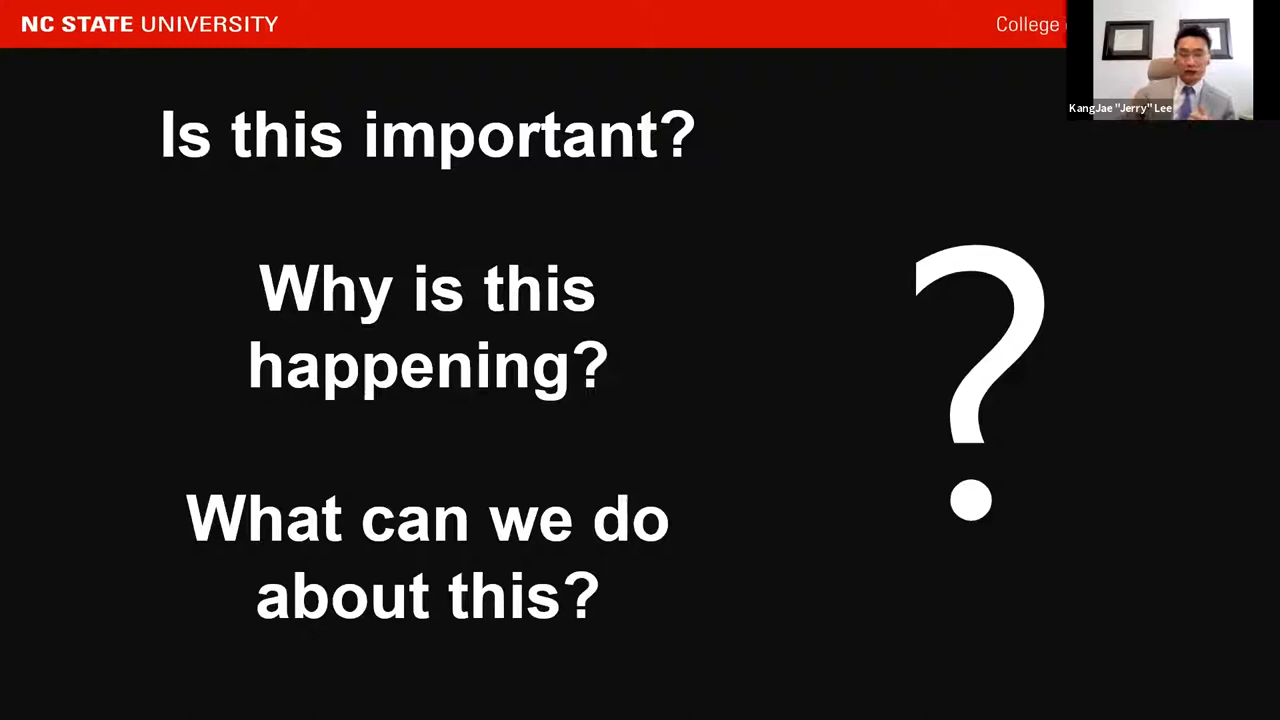 NC STATE UNIVERSITY
College
KangJae "Jerry" Lee
Is this important?
Why is this
happening?
What can we do
about this?
?